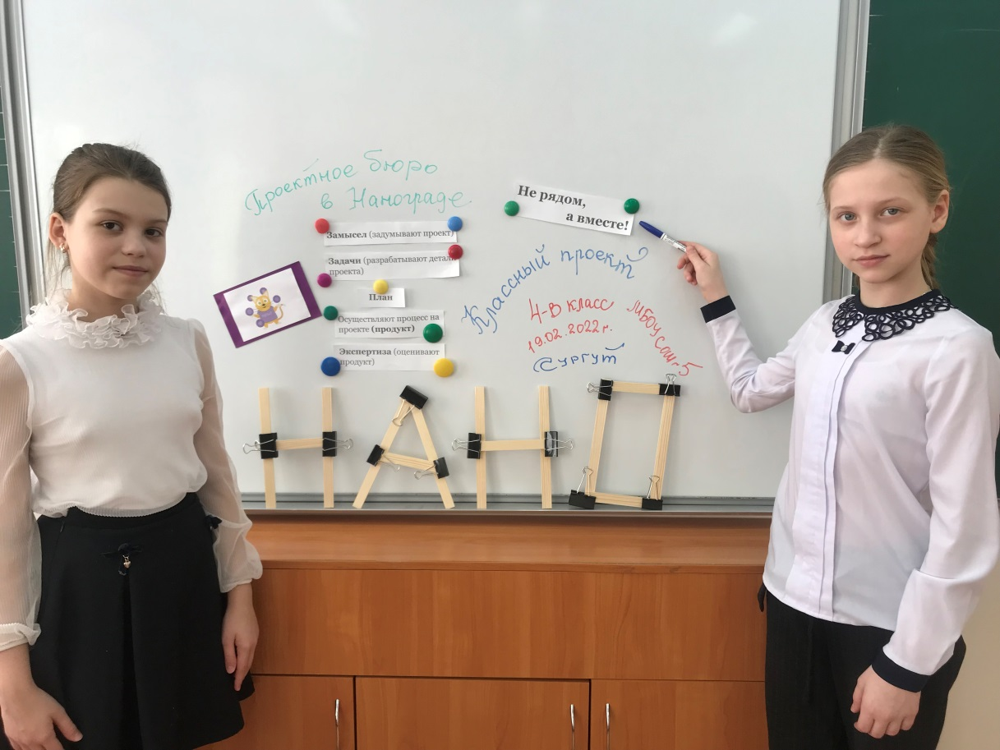 Проектное бюро
в Нанограде.
Замысел (задумывают проект)
Задачи (разрабатывают детали
проекта)
План
Осуществляют процесс на
проекте (продукт)
Экспертиза (оценивают
продукт)
Не рядом,
а вместе!
Классный проект
4-в класс
19.02.2022 г.
Сургут
МБОУ СОШ-5
НАНО